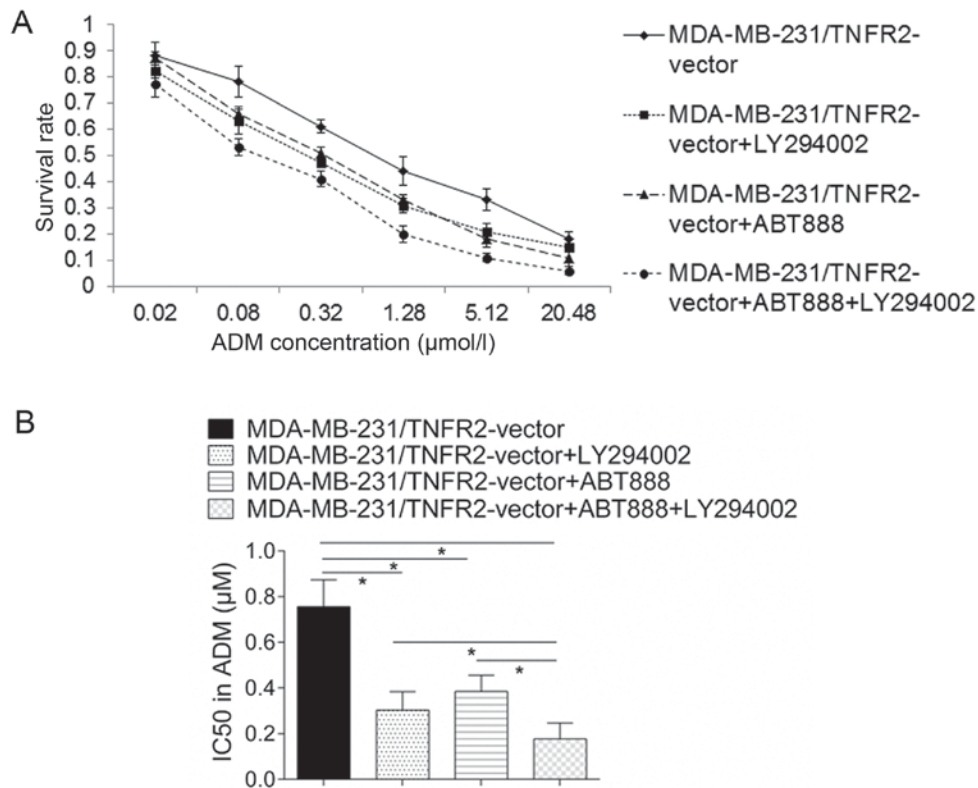 A
1
0.9
0.8
0.7
0.6
0.5
0.4
0.3
0.2
0.1
0
Survival rate
0.02 0.08 0.32 1.28 5.12 20.48
ADM concentration (µmol/l)
MDA-MB-231/TNFR2-
vector
MDA-MB-231/TNFR2-
vector+LY294002
MDA-MB-231/TNFR2-
vector+ABT888
MDA-MB-231/TNFR2-
vector+ABT888+LY294002
B
MDA-MB-231/TNFR2-vector
MDA-MB-231/TNFR2-vector+LY294002
MDA-MB-231/TNFR2-vector+ABT888
MDA-MB-231/TNFR2-vector+ABT888+LY294002
IC50 in ADM (µM)
1.0
0.8
0.6
0.4
0.2
0.0
*
*
*
*
*